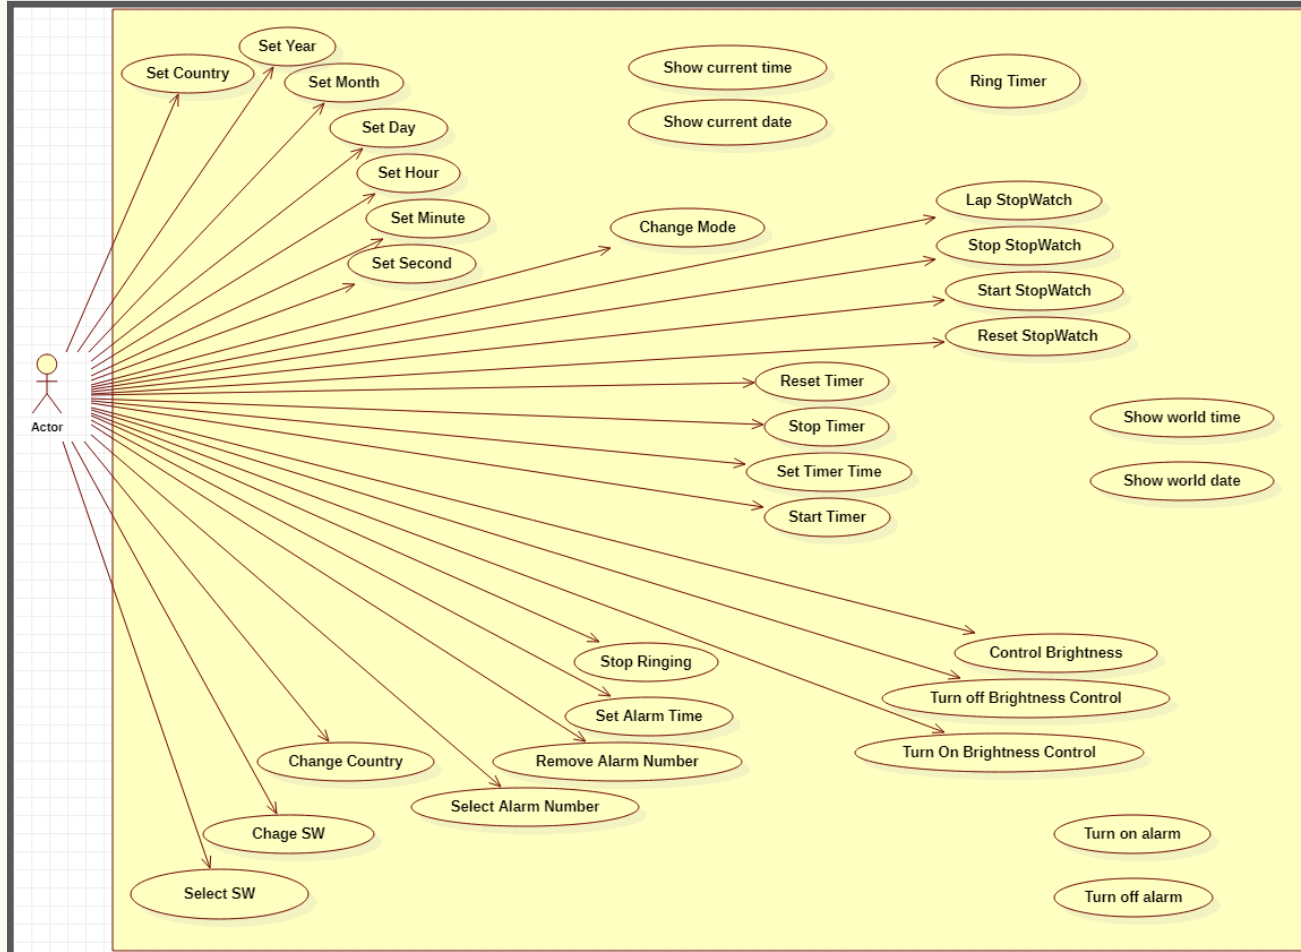 Set Year
Set Country
Set Month
Set Day
Set Hour
Set Minute
Set Second
Show current time
Show current date
Ring Timer
Change Mode
Lap StopWatch
Stop StopWatch
Start StopWatch
Reset StopWatch
Actor
Reset Timer
Stop Timer
Set Timer Time
Start Timer
Show world time
Show world date
Stop Ringing
Set Alarm Time
Remove Alarm Number
Select Alarm Number
Control Brightness
Turn off Brightness Control
Turn On Brightness Control
Change Country
Chage SW
Select SW
Turn on alarm
Turn off alarm